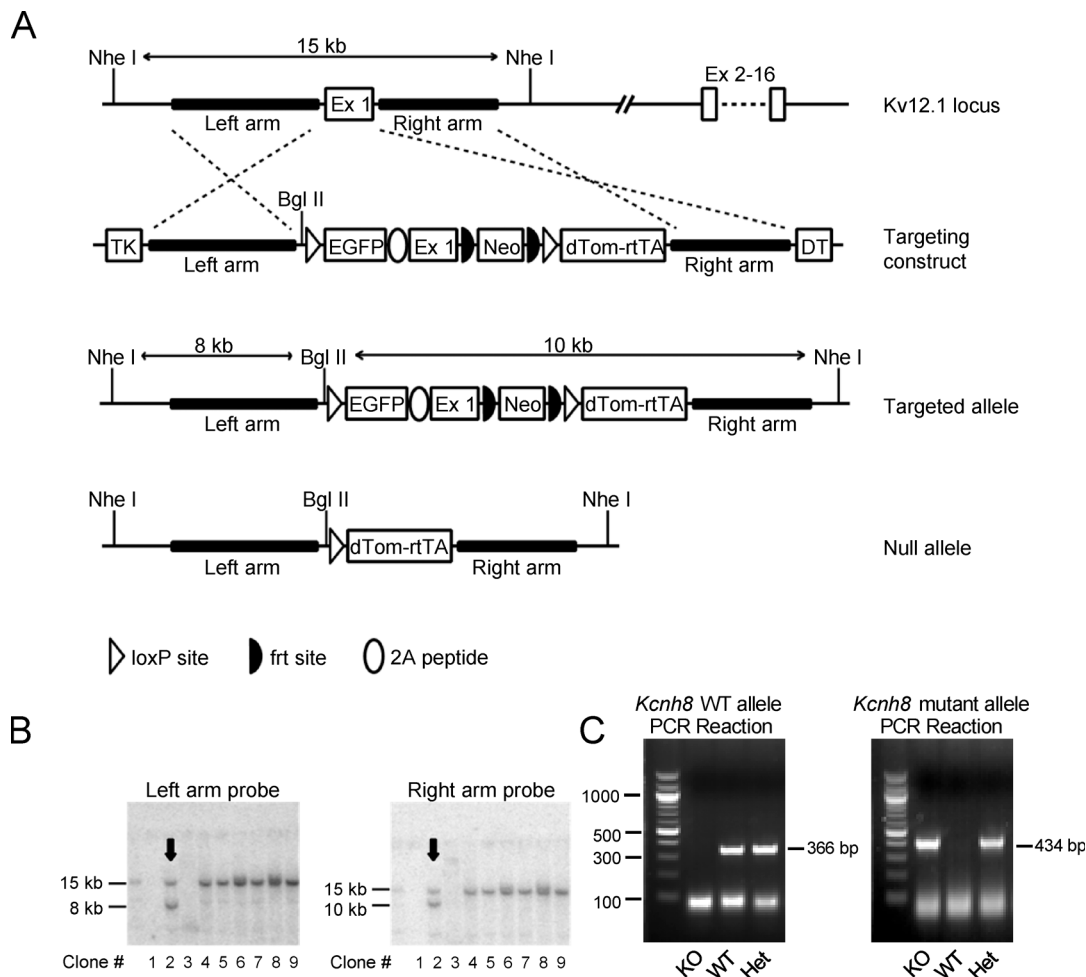 A
15 kb
Nhe I
Nhe I
Ex 2-16
Ex 1
Kv12.1 locus
Left arm
Right arm
Bgl II
TK
EGFP
Ex 1
Neo
dTom-rtTA
DT
Targeting
construct
Left arm
Right arm
Nhe I
8 kb
Bgl II
10 kb
Nhe I
EGFP
Ex 1
Neo
dTom-rtTA
Targeted allele
Left arm
Right arm
Nhe I
Bgl II
Nhe I
dTom-rtTA
Null allele
Left arm
Right arm
loxP site
frt site
2A peptide
B
Left arm probe
15 kb
8 kb
Clone # 1 2 3 4 5 6 7 8 9
Right arm probe
15 kb
10 kb
Clone # 1 2 3 4 5 6 7 8 9
C
Kcnh8 WT allele
PCR Reaction
1000
500
300
100
366 bp
KO WT Het
Kcnh8 mutant allele
PCR Reaction
434 bp
KO WT Het